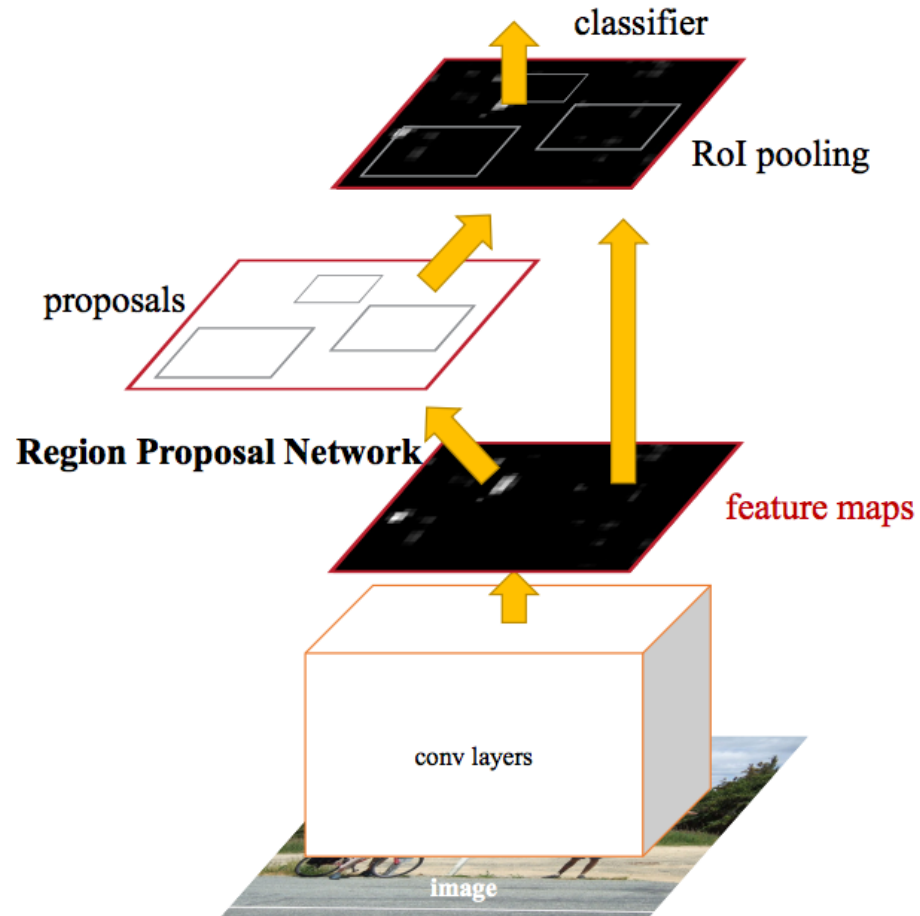 classifier
RoI pooling
proposals
Region Proposal Network
feature maps
conv layers
image